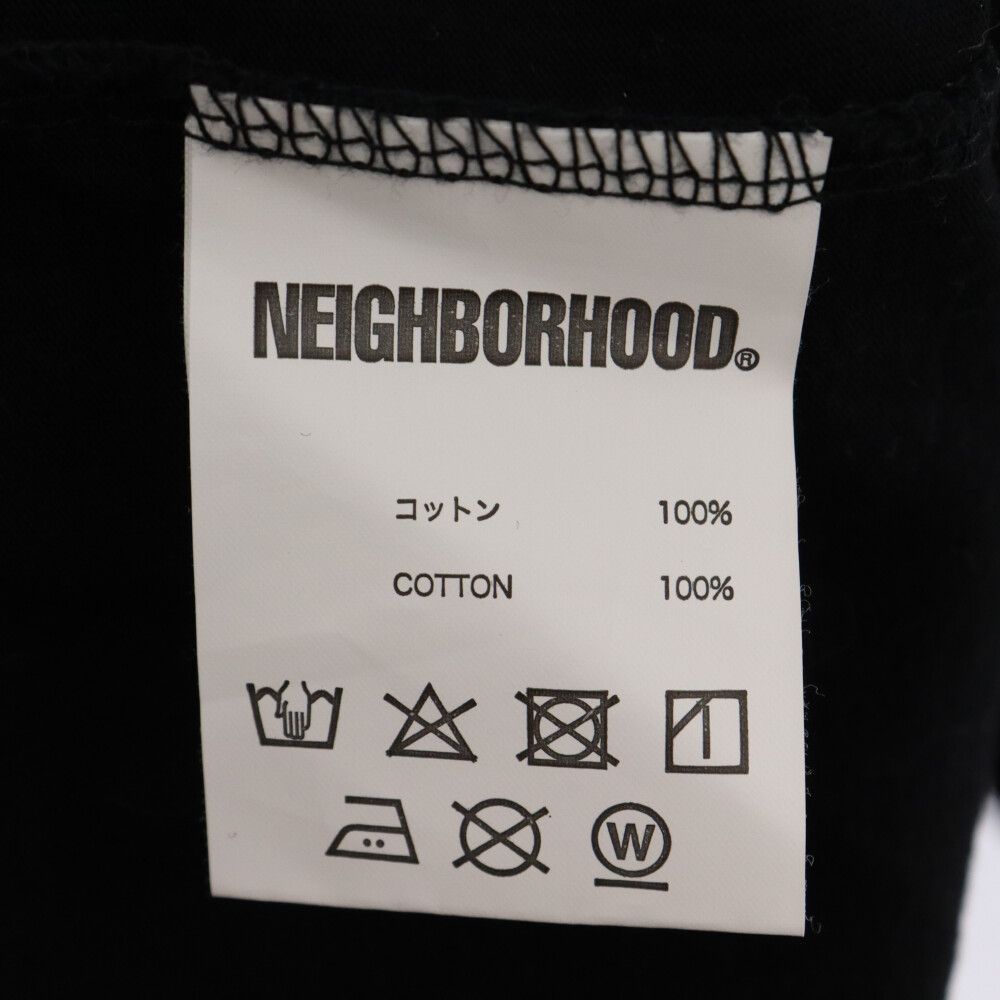 NEIGHBORHOOD®
コットン 100%
COTTON 100%
W